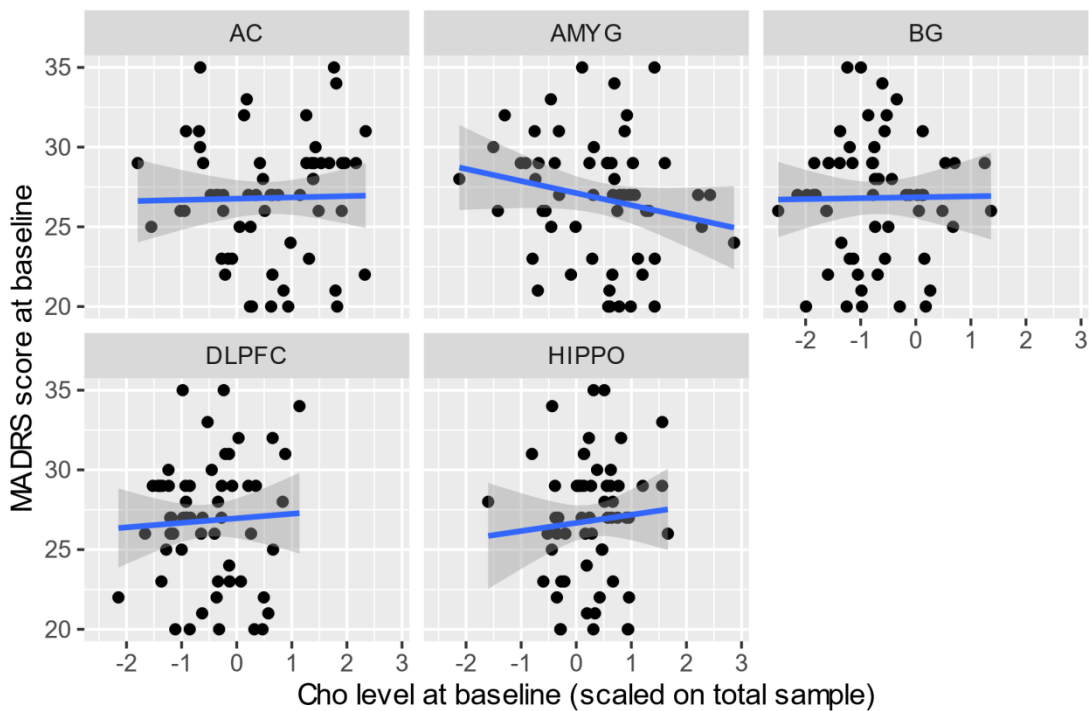 AC AMYG BG
35
30
25
20
-2 -1 0 1 2 3
DLPFC HIPPO
35
30
25
20
-2 -1 0 1 2 3 -2 -1 0 1 2 3
MADRS score at baseline
Cho level at baseline (scaled on total sample)